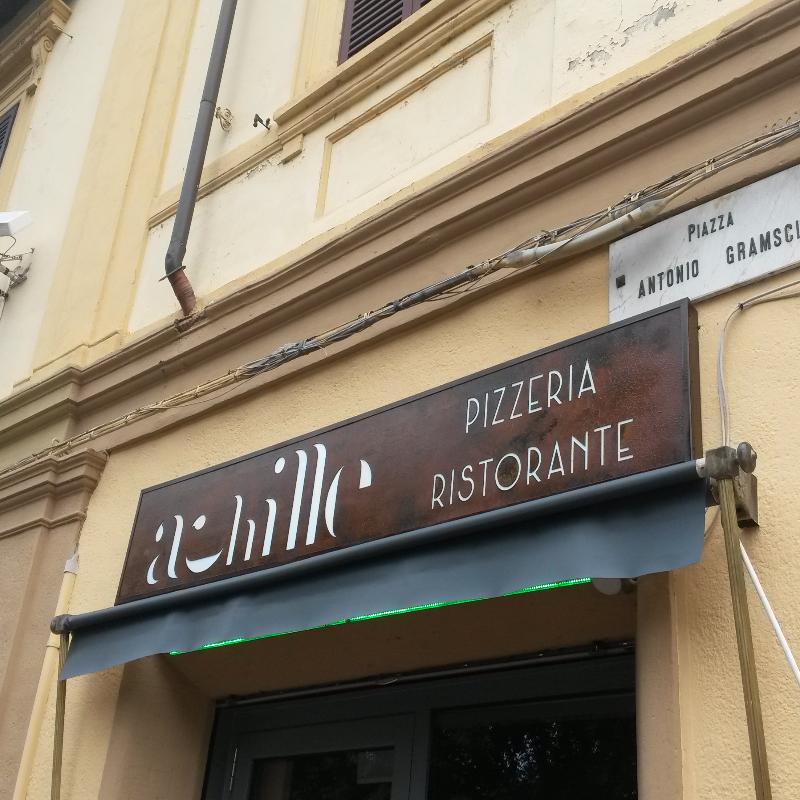 PIAZZA
ANTONIO GRAMSCI
achille
PIZZERIA
RISTORANTE